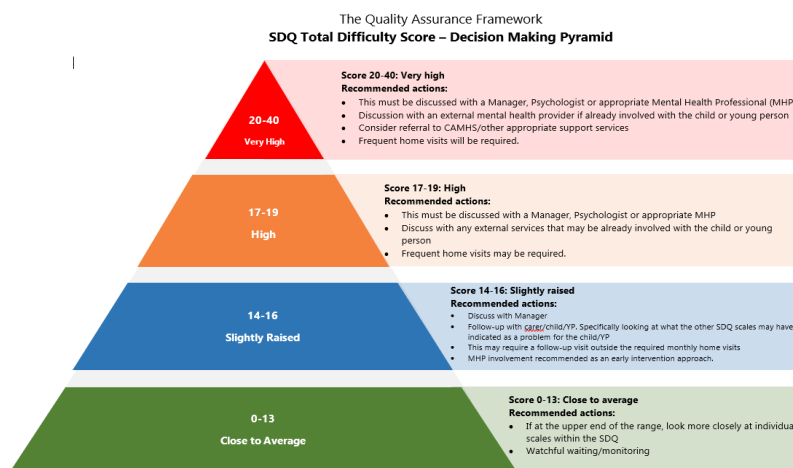 The Quality Assurance Framework
SDQ Total Difficulty Score – Decision Making Pyramid
20-40
Very High
Score 20-40: Very high
Recommended actions:
• This must be discussed with a Manager, Psychologist or appropriate Mental Health Professional (MHP
• Discussion with an external mental health provider if already involved with the child or young person
• Consider referral to CAMHS/other appropriate support services
• Frequent home visits will be required.
17-19
High
Score 17-19: High
Recommended actions:
• This must be discussed with a Manager, Psychologist or appropriate MHP
• Discuss with any external services that may be already involved with the child or young
person
• Frequent home visits may be required.
14-16
Slightly Raised
Score 14-16: Slightly raised
Recommended actions:
• Discuss with Manager
• Follow-up with carer/child/YP. Specifically looking at what the other SDQ scales may have
indicated as a problem for the child/YP
• This may require a follow-up visit outside the required monthly home visits
• MHP involvement recommended as an early intervention approach.
0-13
Close to Average
Score 0-13: Close to average
Recommended actions:
• If at the upper end of the range, look more closely at individua
scales within the SDQ
• Watchful waiting/monitoring